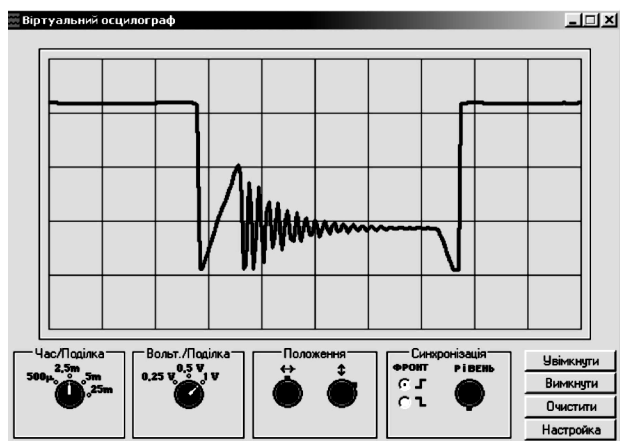 Віртуальний осцилограф
Час/Поділка
2,5m
500μ
5m
25m
Вольт./Поділка
0,5 V
0,25 V
1 V
Положення
Синхронізація
ФРОНТ
РІВЕНЬ
Увімкнути
Вимкнути
Очистити
Настройка